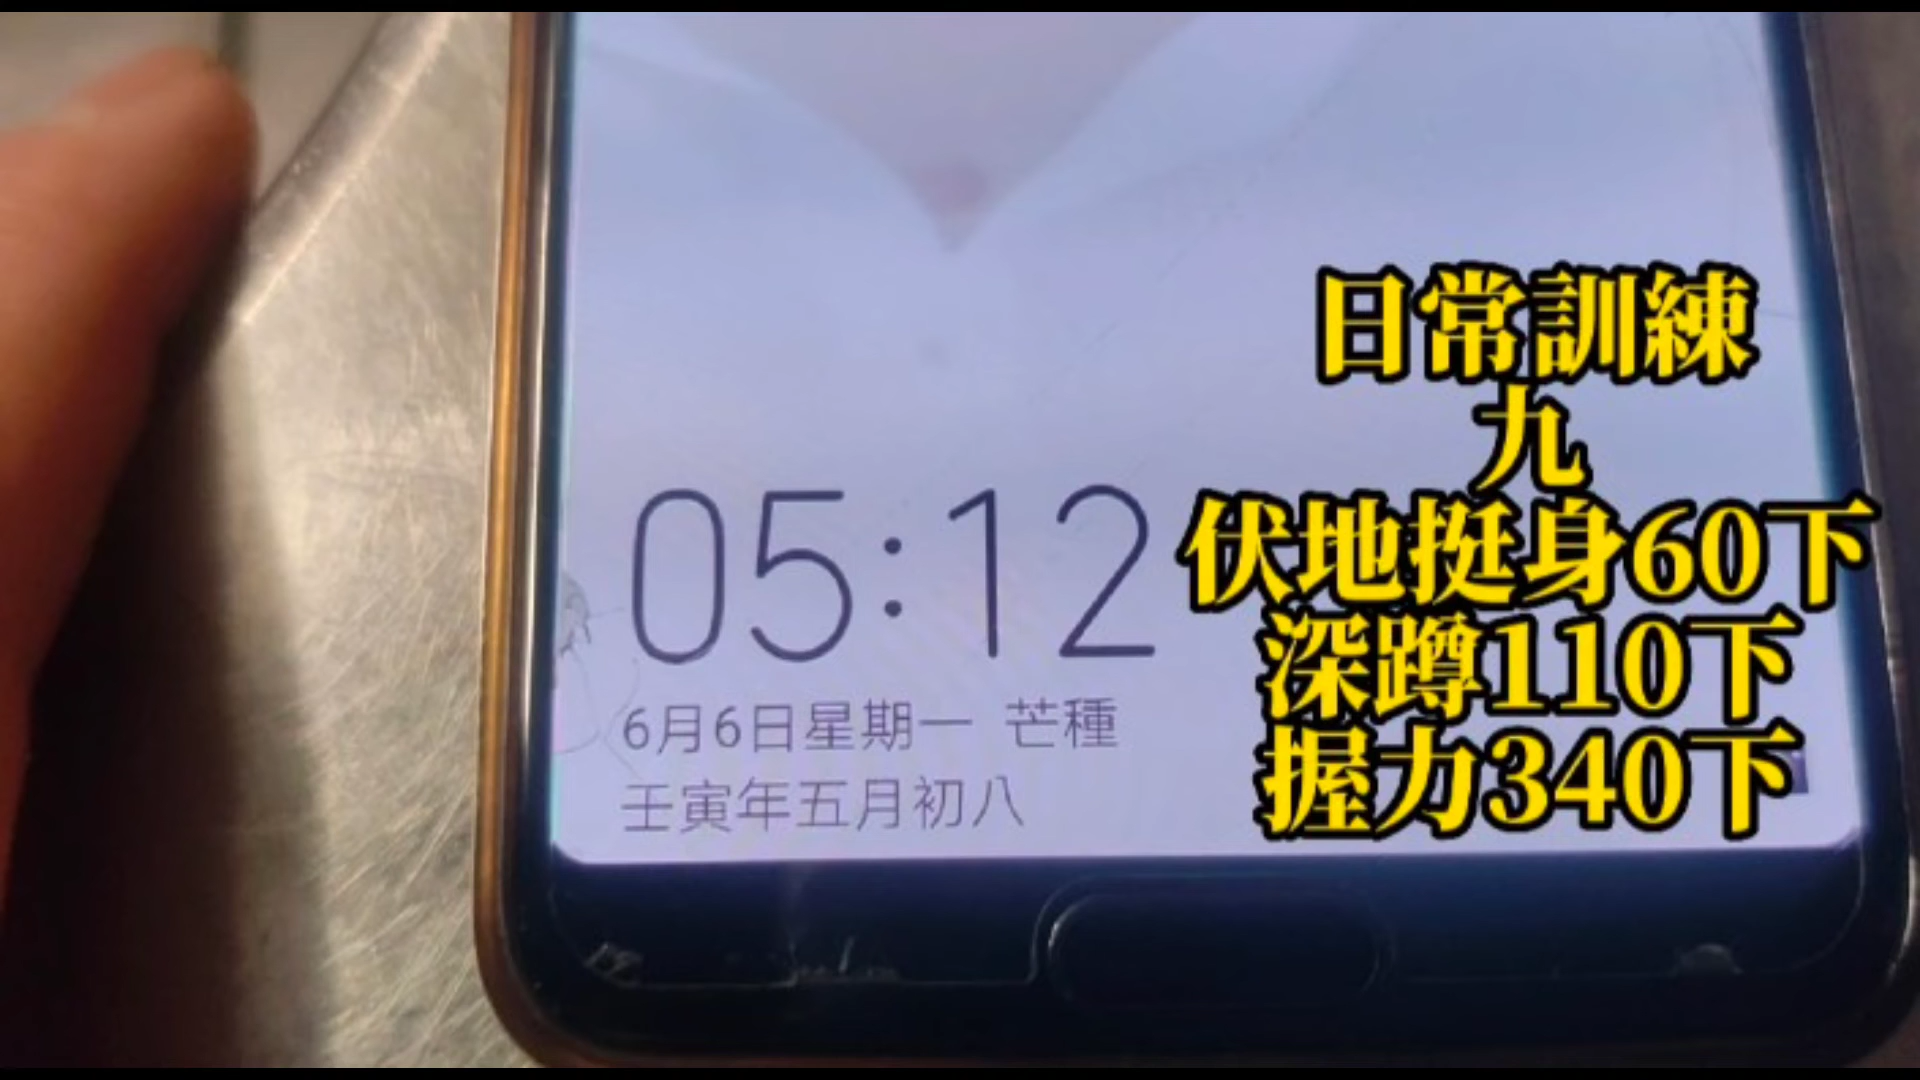 日常訓練
九
伏地挺身60下
深蹲110下
握力340下
05:12
6月6日星期一 芒種
壬寅年五月初八